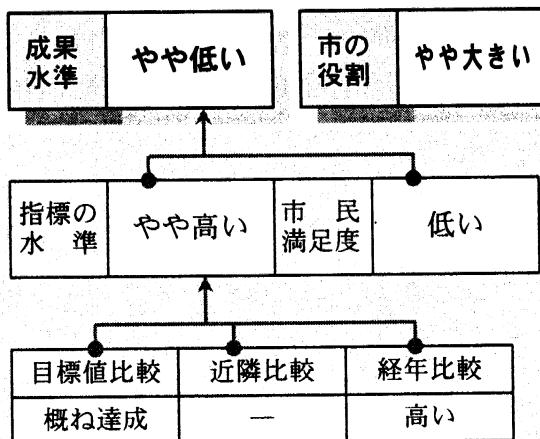 成果
水準
やや低い
市の
役割
やや大きい
指標の
水準
やや高い
市民
満足度
低い
目標値比較 近隣比較 経年比較
概ね達成 ― 高い